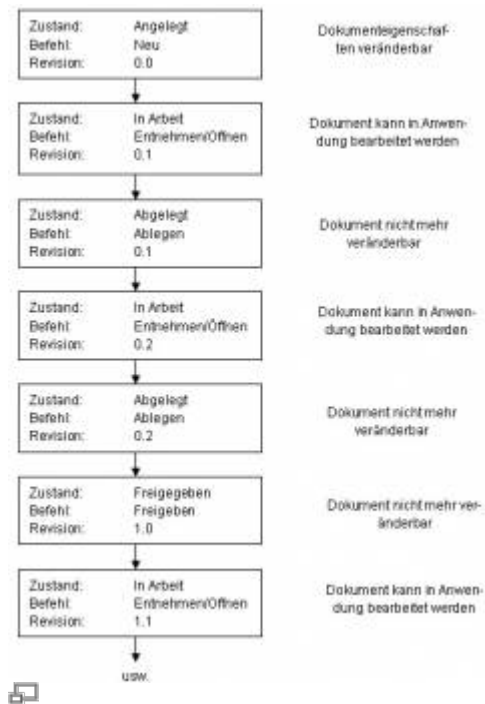 Zustand: Angelegt
Befehl: Neu
Revision: 0.0
Dokumenteigenschaf-
ten veränderbar
Zustand: In Arbeit
Befehl: Entnehmen/Öffnen
Revision: 0.1
Dokument kann in Anwen-
dung bearbeitet werden
Zustand: Abgelegt
Befehl: Ablegen
Revision: 0.1
Dokument nicht mehr
veränderbar
Zustand: In Arbeit
Befehl: Entnehmen/Öffnen
Revision: 0.2
Dokument kann in Anwen-
dung bearbeitet werden
Zustand: Abgelegt
Befehl: Ablegen
Revision: 0.2
Dokument nicht mehr
veränderbar
Zustand: Freigegeben
Befehl: Freigeben
Revision: 1.0
Dokument nicht mehr ver-
änderbar
Zustand: In Arbeit
Befehl: Entnehmen/Öffnen
Revision: 1.1
Dokument kann in Anwen-
dung bearbeitet werden
usw.